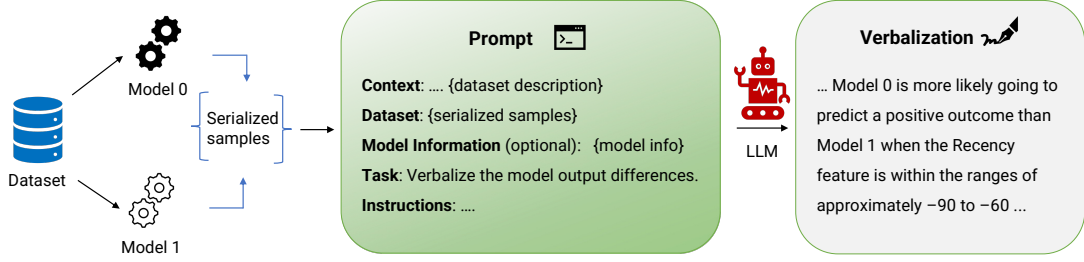 Dataset
Model 0
Model 1
Serialized
samples
Prompt
>_
Context: .... {dataset description}
Dataset: {serialized samples}
Model Information (optional): {model info}
Task: Verbalize the model output differences.
Instructions: ....
LLM
Verbalization
... Model 0 is more likely going to
predict a positive outcome than
Model 1 when the Recency
feature is within the ranges of
approximately −90 to −60 ...